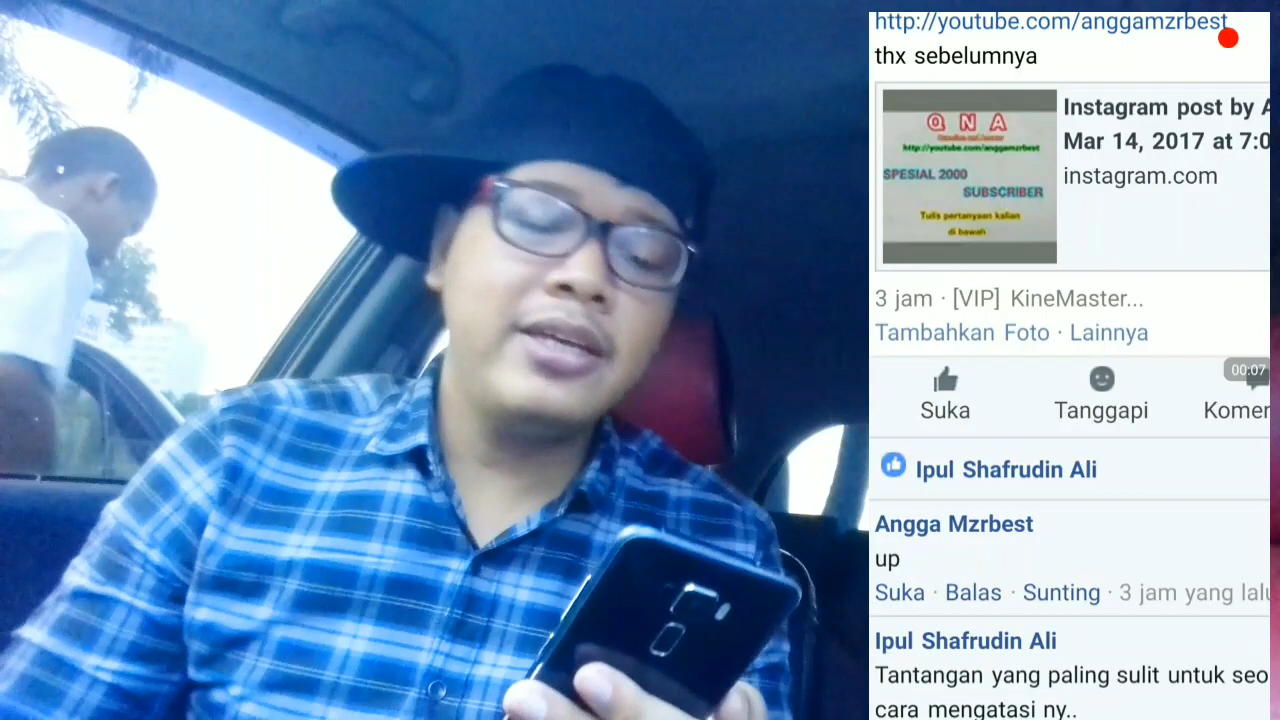 http://youtube.com/anggamzrbest
thx sebelumnya
Q N A
http://youtube.com/anggamzrbest
SPESIAL 2000
SUBSCRIBER
Tulis pertanyaan kalian
di bawah
Instagram post by A
Mar 14, 2017 at 7:0
instagram.com
3 jam · [VIP] KineMaster...
Tambahkan Foto · Lainnya
00:07
Suka Tanggapi Komen
Ipul Shafrudin Ali
Angga Mzrbest
up
Suka · Balas · Sunting · 3 jam yang lalu
Ipul Shafrudin Ali
Tantangan yang paling sulit untuk seo
cara mengatasi ny..